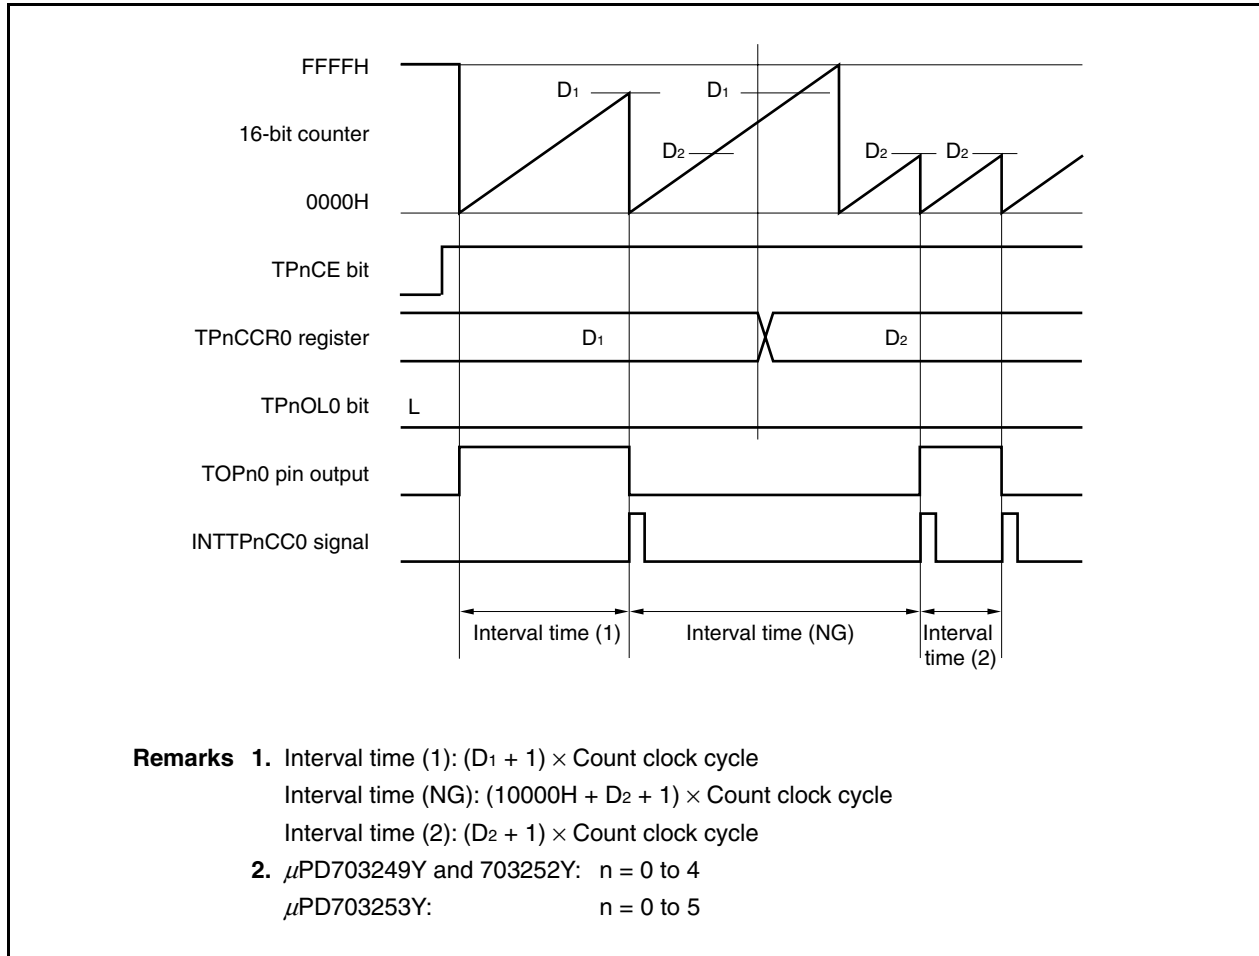 FFFFH
D1
D1
16-bit counter
D2
D2
D2
0000H
TPnCE bit
TPnCCR0 register
D1
D2
TPnOL0 bit
L
TOPn0 pin output
INTTPnCC0 signal
Interval time (1)
Interval time (NG)
Interval
time (2)
Remarks 1. Interval time (1): (D1 + 1) × Count clock cycle
Interval time (NG): (10000H + D2 + 1) × Count clock cycle
Interval time (2): (D2 + 1) × Count clock cycle
2. μPD703249Y and 703252Y: n = 0 to 4
μPD703253Y: n = 0 to 5